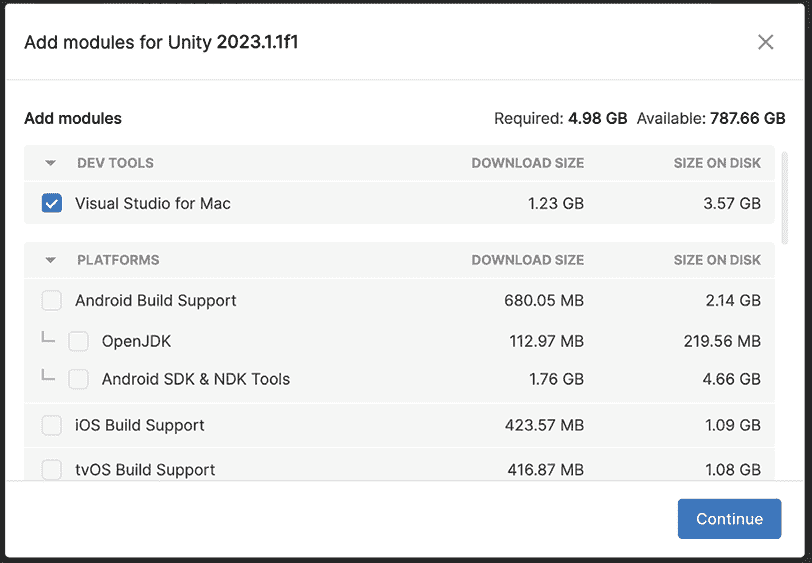 Add modules for Unity 2023.1.1f1
Add modules Required: 4.98 GB Available: 787.66 GB
DEV TOOLS DOWNLOAD SIZE SIZE ON DISK
Visual Studio for Mac 1.23 GB 3.57 GB
PLATFORMS DOWNLOAD SIZE SIZE ON DISK
Android Build Support 680.05 MB 2.14 GB
OpenJDK 112.97 MB 219.56 MB
Android SDK & NDK Tools 1.76 GB 4.66 GB
iOS Build Support 423.57 MB 1.09 GB
tvOS Build Support 416.87 MB 1.08 GB
Continue